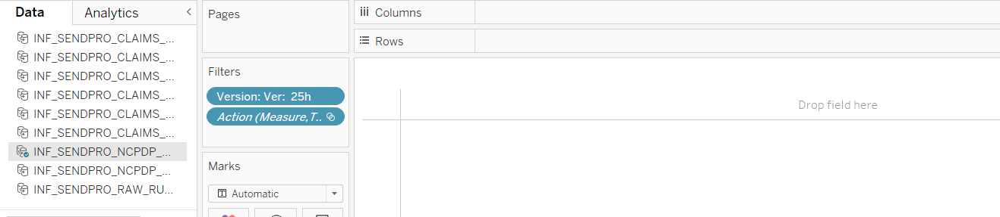 Data
Analytics
INF_SENDPRO_CLAIMS_...
INF_SENDPRO_CLAIMS_...
INF_SENDPRO_CLAIMS_...
INF_SENDPRO_CLAIMS_...
INF_SENDPRO_CLAIMS_...
INF_SENDPRO_CLAIMS_...
INF_SENDPRO_NCPDP_...
INF_SENDPRO_NCPDP_...
INF_SENDPRO_RAW_RU...
Pages
Filters
Version: Ver:  25h
Action (Measure,T..
Marks
Automatic
Columns
Rows
Drop field here